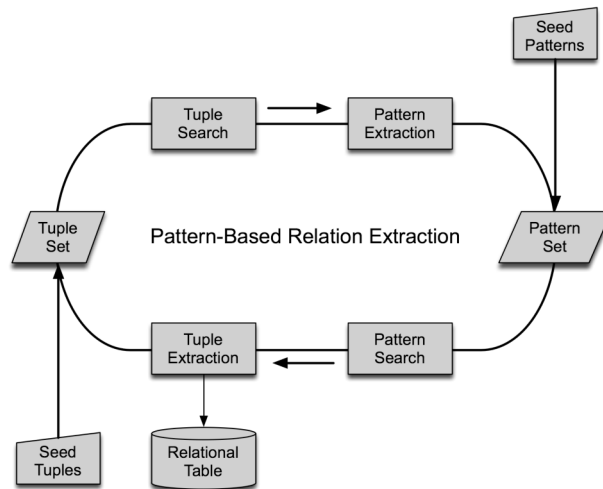 Seed
Patterns
Tuple
Search
Pattern
Extraction
Tuple
Set
Pattern-Based Relation Extraction
Pattern
Set
Tuple
Extraction
Pattern
Search
Seed
Tuples
Relational
Table